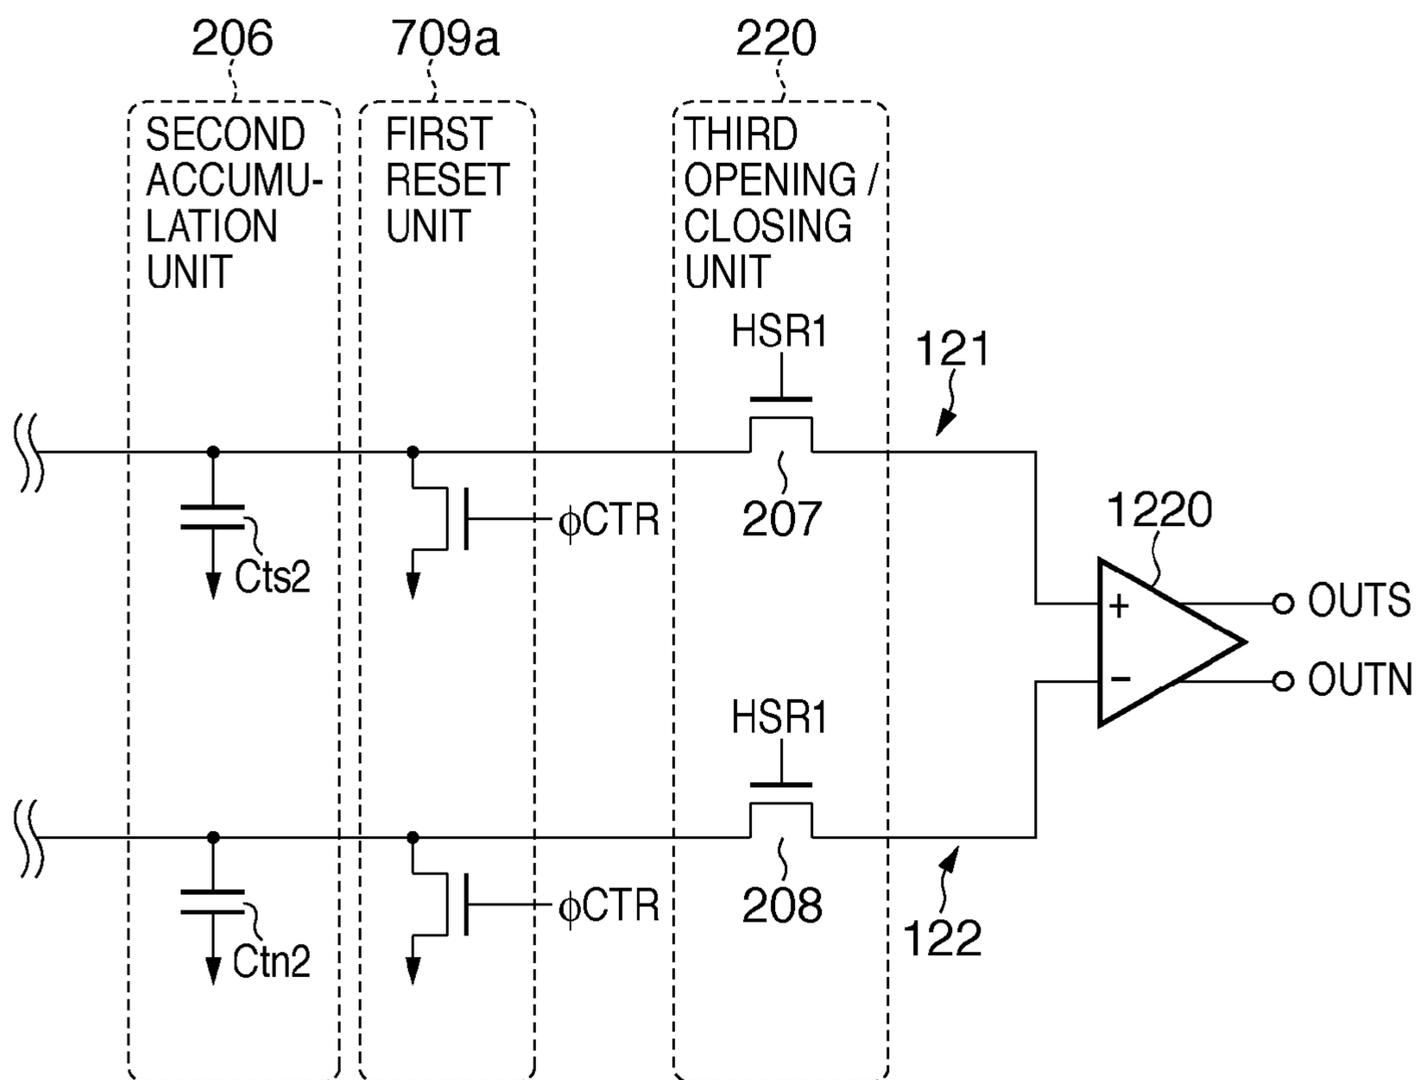 206
709a
220
SECOND
ACCUMU-
LATION
UNIT
FIRST
RESET
UNIT
THIRD
OPENING /
CLOSING
UNIT
HSR1
121
207
ϕCTR
Cts2
1220
+
OUTS
−
OUTN
HSR1
208
ϕCTR
122
Ctn2